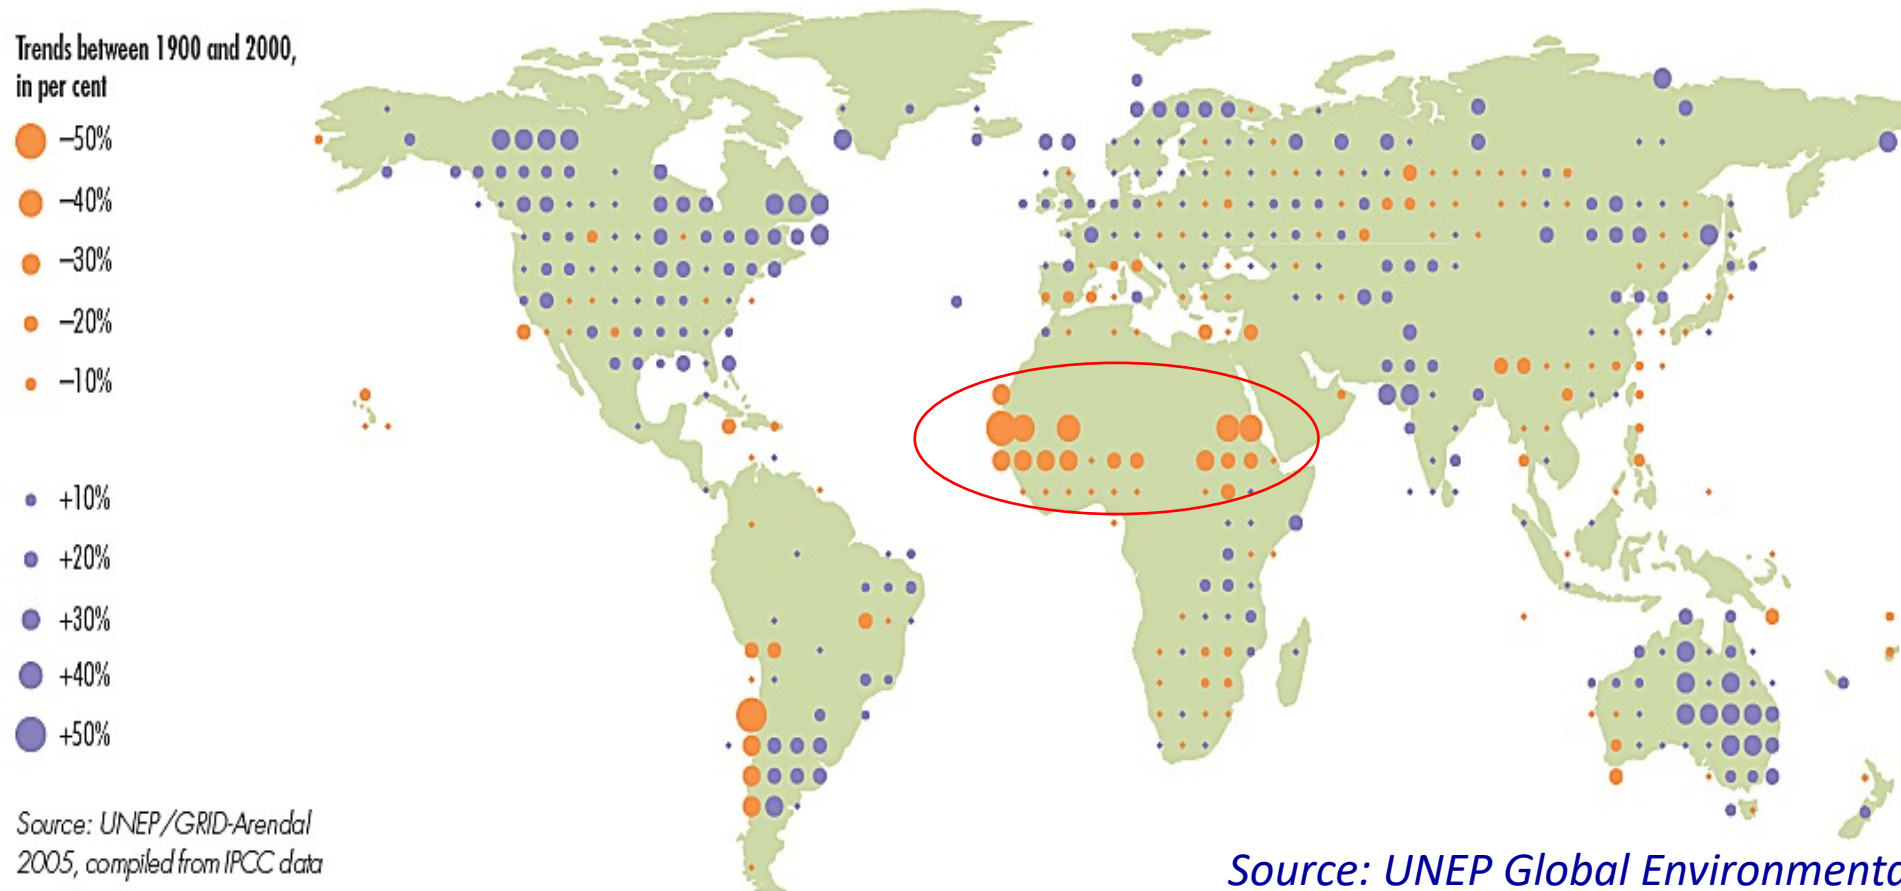 Trends between 1900 and 2000,
in per cent
–50%
–40%
–30%
–20%
–10%
+10%
+20%
+30%
+40%
+50%
Source: UNEP/GRID-Arendal
2005, compiled from IPCC data
Source: UNEP Global Environmenta